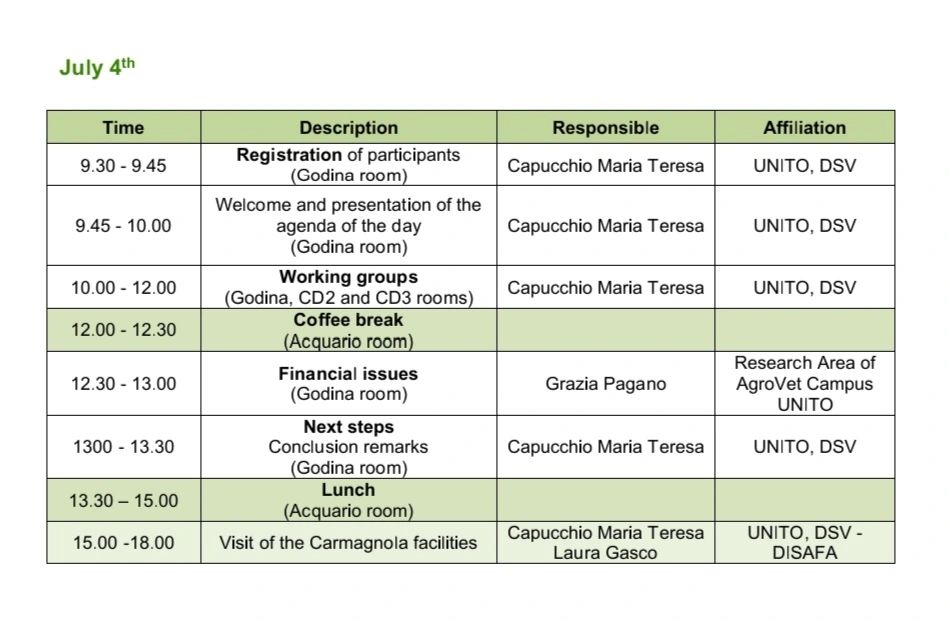 July 4th
Time Description Responsible Affiliation
9.30 - 9.45 Registration of participants Capucchio Maria Teresa UNITO, DSV
(Godina room)
9.45 - 10.00 Welcome and presentation of the agenda of the day Capucchio Maria Teresa UNITO, DSV
(Godina room)
10.00 - 12.00 Working groups Capucchio Maria Teresa UNITO, DSV
(Godina, CD2 and CD3 rooms)
12.00 - 12.30 Coffee break
(Acquario room)
12.30 - 13.00 Financial issues Grazia Pagano Research Area of AgroVet Campus UNITO
(Godina room)
1300 - 13.30 Next steps Capucchio Maria Teresa UNITO, DSV
Conclusion remarks
(Godina room)
13.30 – 15.00 Lunch
(Acquario room)
15.00 -18.00 Visit of the Carmagnola facilities Capucchio Maria Teresa UNITO, DSV -
Laura Gasco DISAFA